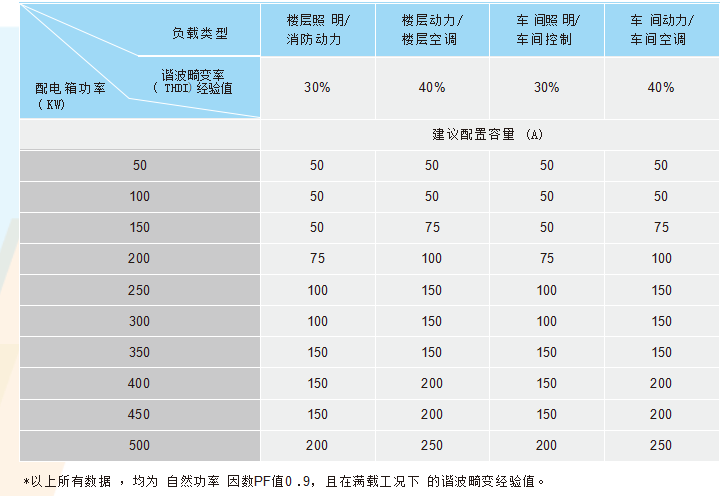 负载类型
谐波畸变率
( THDI) 经验值
配电箱功率
( KW)
楼层照 明/
消防动力
楼层动力/
楼层空调
车 间照 明/
车间控制
车 间动力/
车间空调
30% 40% 30% 40%
建议配置容量 (A)
50 50 50 50 50
100 50 50 50 50
150 50 75 50 75
200 75 100 75 100
250 100 150 100 150
300 100 150 100 150
350 150 150 150 150
400 150 200 150 200
450 150 200 150 200
500 200 250 200 250
*以上所有数据 ，均为 自然功率 因数PF值0 .9，且在满载工况下 的谐波畸变经验值。